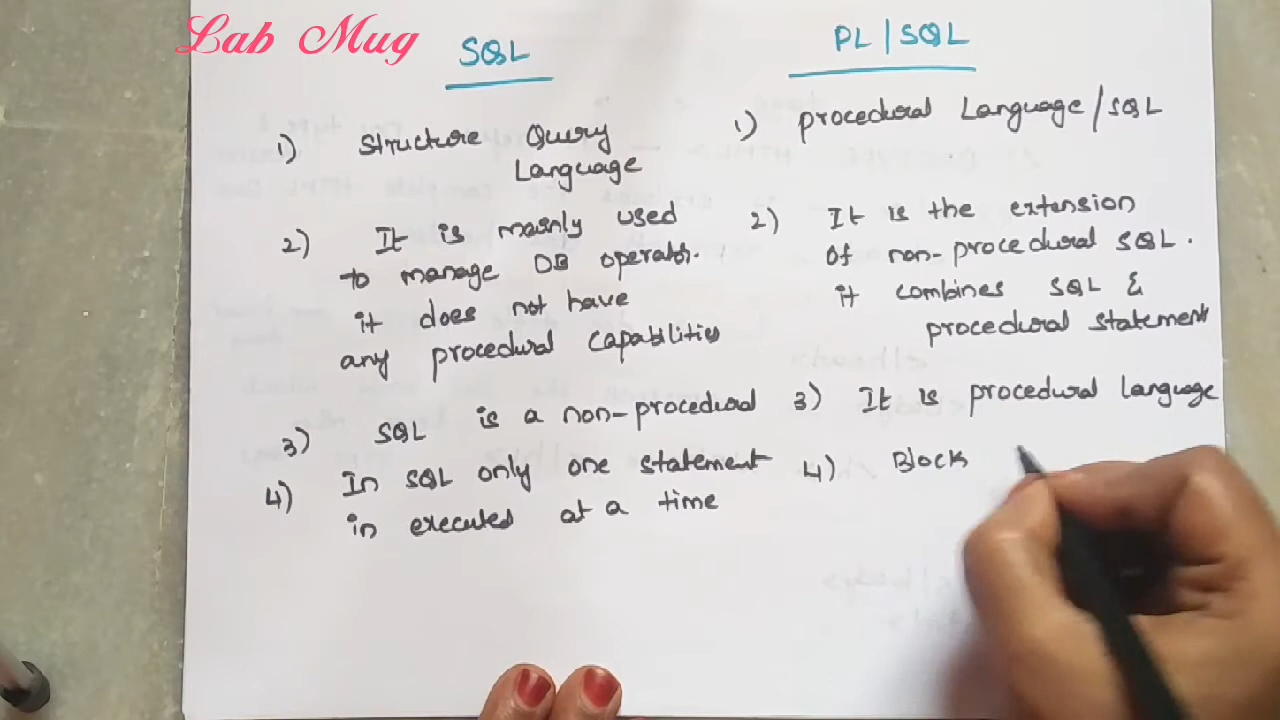 Lab Mug
SQL
PL/SQL
1) Structure Query
Language
1) procedural Language/SQL
2) It is mainly used
to manage DB operator.
it does not have
any procedural capabilities
2) It is the extension
of non-procedural SQL.
it combines SQL &
procedural statement
3) SQL is a non-procedural
3) It is procedural language
4) In SQL only one statement
in executed at a time
4) Block